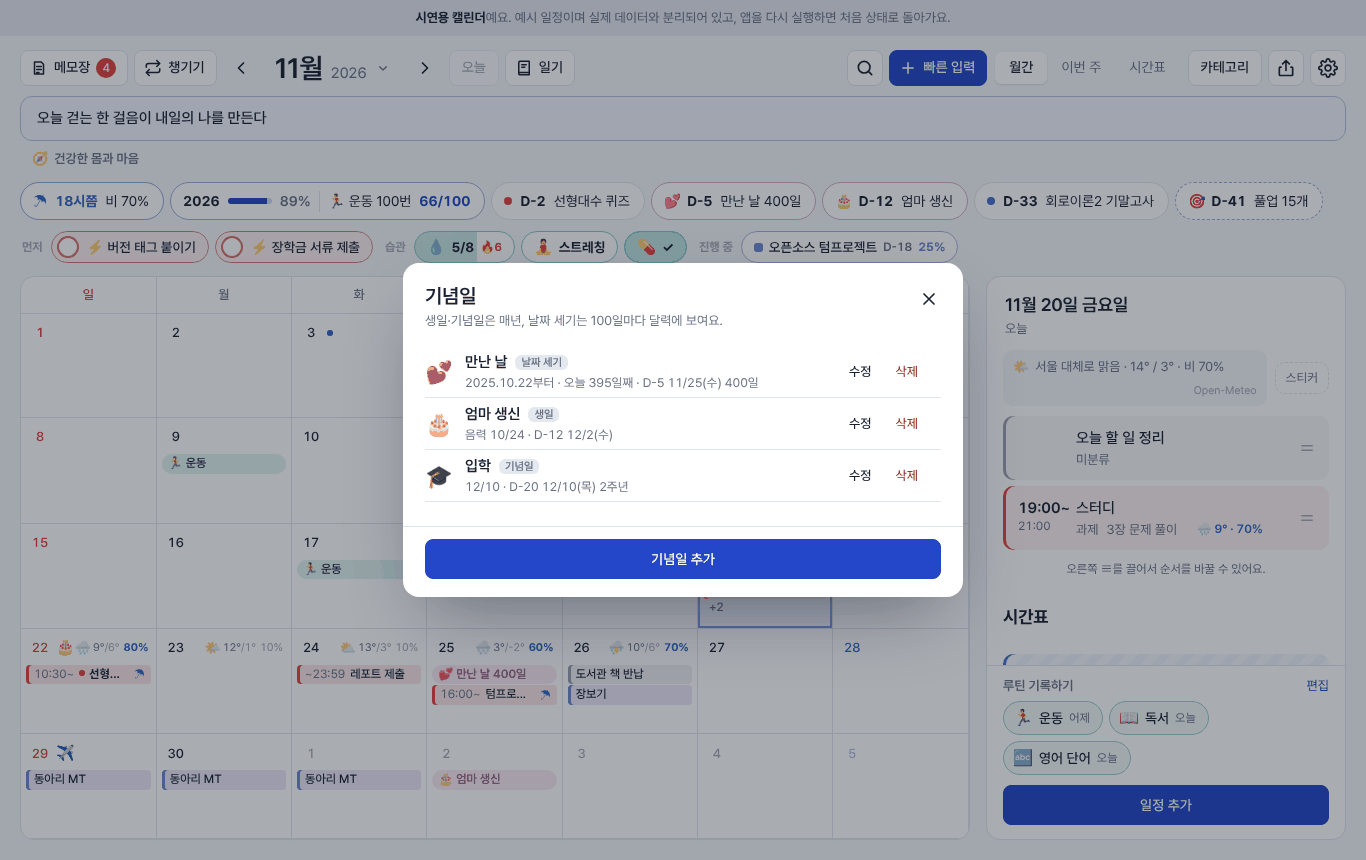 시연용 캘린더예요. 예시 일정이며 실제 데이터와 분리되어 있고, 앱을 다시 실행하면 처음 상태로 돌아가요.
메모장 4 챙기기 11월 2026 오늘 일기 빠른 입력 월간 이번 주 시간표 카테고리
오늘 걷는 한 걸음이 내일의 나를 만든다
건강한 몸과 마음
18시쯤 비 70% 2026 89% 운동 100번 66/100 D-2 선형대수 퀴즈 D-5 만난 날 400일 D-12 엄마 생신 D-33 회로이론2 기말고사 D-41 풀업 15개
먼저 버전 태그 붙이기 장학금 서류 제출 습관 5/8 6 스트레칭 진행 중 오픈소스 텀프로젝트 D-18 25%
기념일
생일·기념일은 매년, 날짜 세기는 100일마다 달력에 보여요.
만난 날 날짜 세기
2025.10.22부터 · 오늘 395일째 · D-5 11/25(수) 400일
수정 삭제
엄마 생신 생일
음력 10/24 · D-12 12/2(수)
수정 삭제
입학 기념일
12/10 · D-20 12/10(목) 2주년
수정 삭제
기념일 추가
일 월 화
1 2 3
8 9 10
운동
15 16 17
운동
+2
22 9°/6° 80% 23 12°/1° 10% 24 13°/3° 10% 25 3°/-2° 60% 26 10°/6° 70% 27 28
10:30~ 선형... ~23:59 레포트 제출 만난 날 400일 도서관 책 반납
16:00~ 텀프로... 장보기
29 30 1 2 3 4 5
동아리 MT 동아리 MT 동아리 MT 엄마 생신
11월 20일 금요일
오늘
서울 대체로 맑음 · 14° / 3° · 비 70%
Open-Meteo
스티커
오늘 할 일 정리
미분류
19:00~ 스터디
21:00 과제 3장 문제 풀이 9° · 70%
오른쪽 ☰를 끌어서 순서를 바꿀 수 있어요.
시간표
루틴 기록하기 편집
운동 어제 독서 오늘
영어 단어 오늘
일정 추가